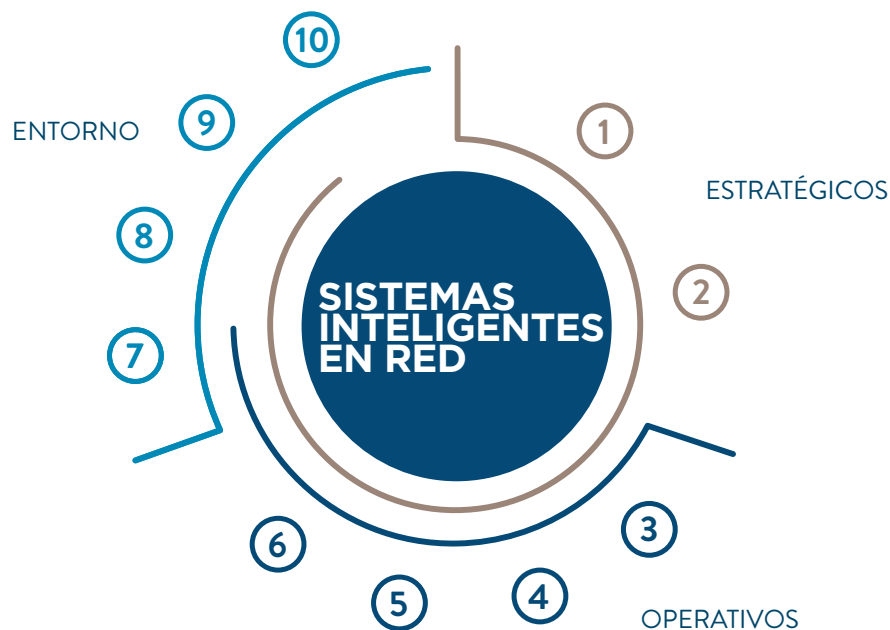 10
1
9
ENTORNO
ESTRATÉGICOS
8
2
SISTEMAS
INTELIGENTES
EN RED
7
3
6
4
5
OPERATIVOS